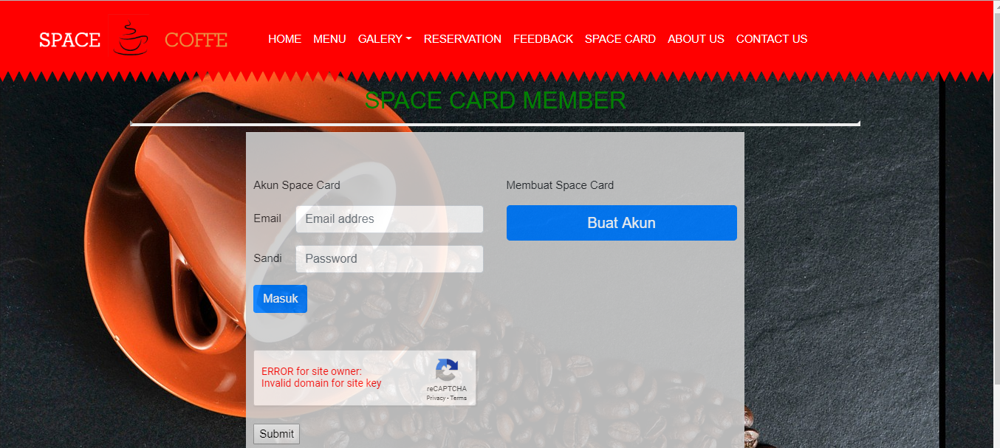 SPACE COFFE
HOME MENU GALERY RESERVATION FEEDBACK SPACE CARD ABOUT US CONTACT US
SPACE CARD MEMBER
Akun Space Card
Email Email addres
Sandi Password
Masuk
Membuat Space Card
Buat Akun
ERROR for site owner:
Invalid domain for site key
reCAPTCHA
Privacy - Terms
Submit